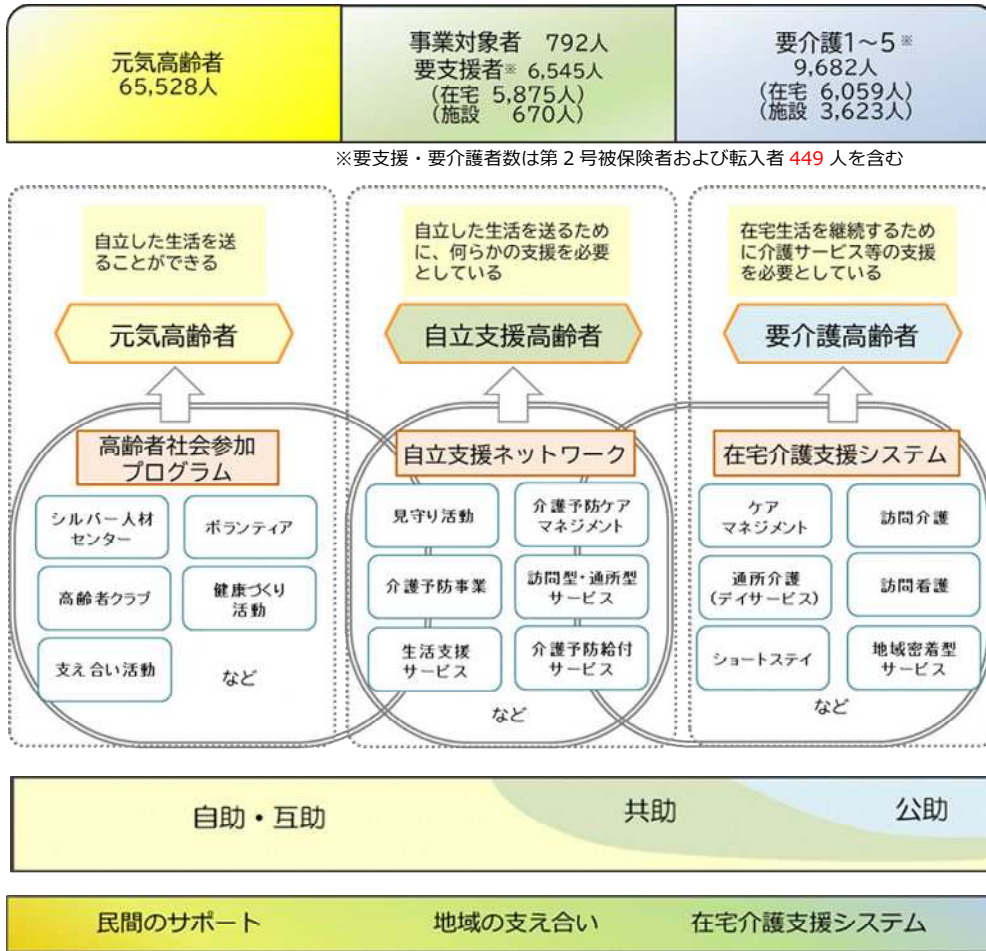 元気高齢者
65,528人
事業対象者 792人
要支援者※ 6,545人
(在宅 5,875人)
(施設 670人)
要介護1～5※
9,682人
(在宅 6,059人)
(施設 3,623人)
※要支援・要介護者数は第2号被保険者および転入者 449 人を含む
自立した生活を送
ることができる
元気高齢者
高齢者社会参加
プログラム
シルバー人材
センター
ボランティア
高齢者クラブ
健康づくり
活動
支え合い活動
など
自立した生活を送るため
に、何らかの支援を必要
としている
自立支援高齢者
自立支援ネットワーク
見守り活動
介護予防ケア
マネジメント
介護予防事業
訪問型・通所型
サービス
生活支援
サービス
介護予防給付
サービス
など
在宅生活を継続するため
に介護サービス等の支援
を必要としている
要介護高齢者
在宅介護支援システム
ケア
マネジメント
訪問介護
通所介護
(デイサービス)
訪問看護
ショートステイ
地域密着型
サービス
など
自助・互助
共助
公助
民間のサポート
地域の支え合い
在宅介護支援システム